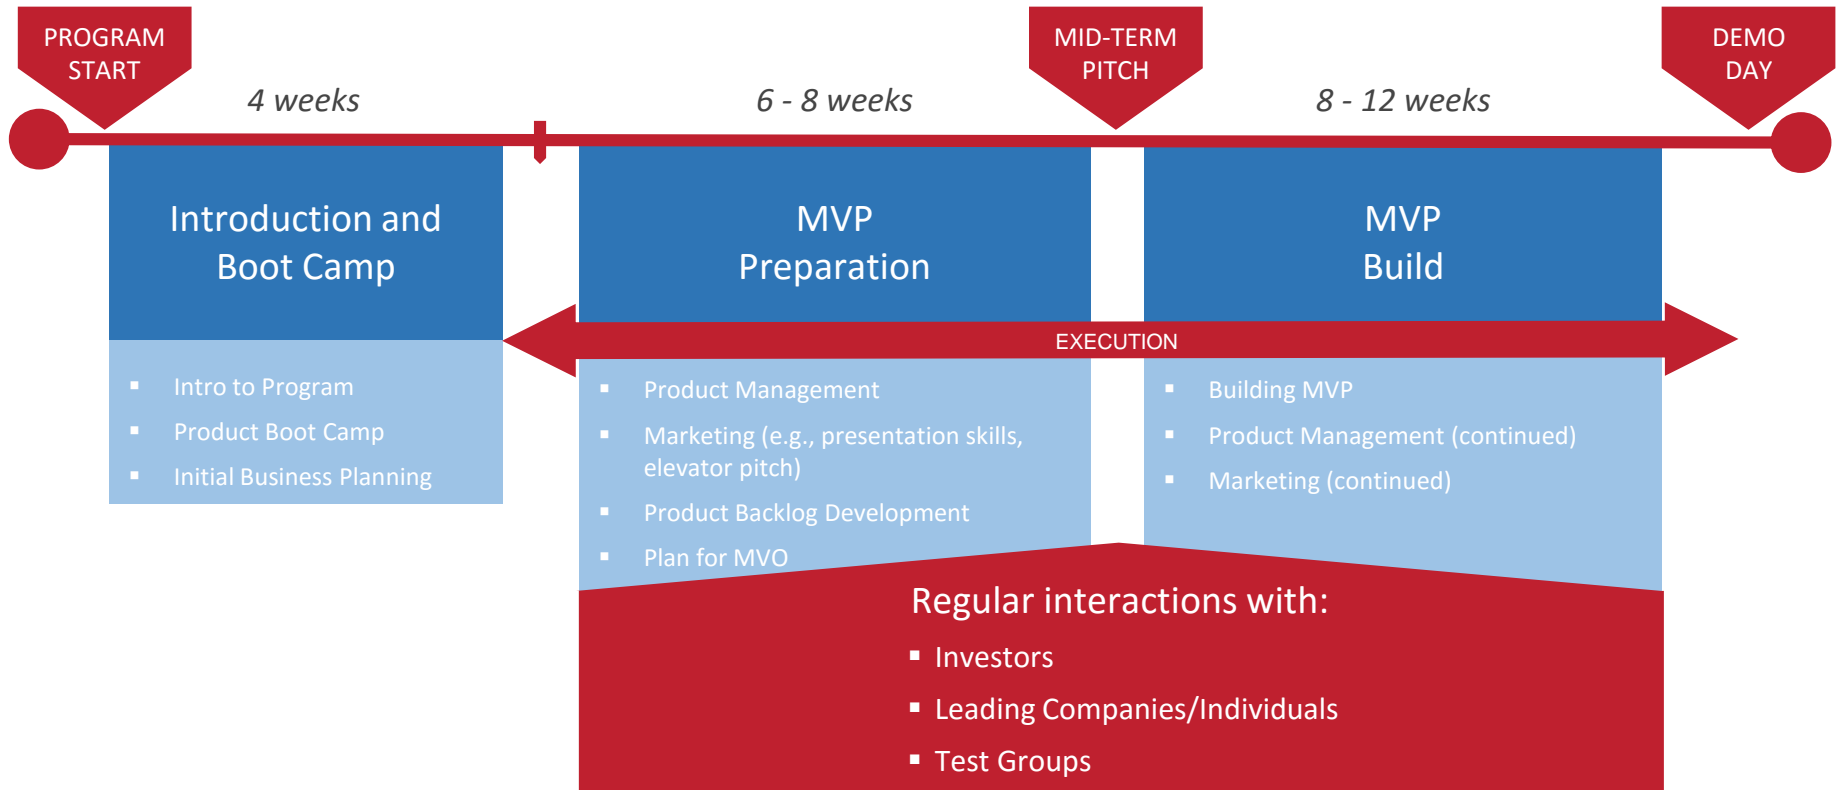 PROGRAM
START
MID-TERM
PITCH
DEMO
DAY
4 weeks
6 - 8 weeks
8 - 12 weeks
Introduction and
Boot Camp
MVP
Preparation
MVP
Build
EXECUTION
▪ Intro to Program
▪ Product Boot Camp
▪ Initial Business Planning
▪ Product Management
▪ Marketing (e.g., presentation skills,
elevator pitch)
▪ Product Backlog Development
▪ Plan for MVO
▪ Building MVP
▪ Product Management (continued)
▪ Marketing (continued)
Regular interactions with:
▪ Investors
▪ Leading Companies/Individuals
▪ Test Groups